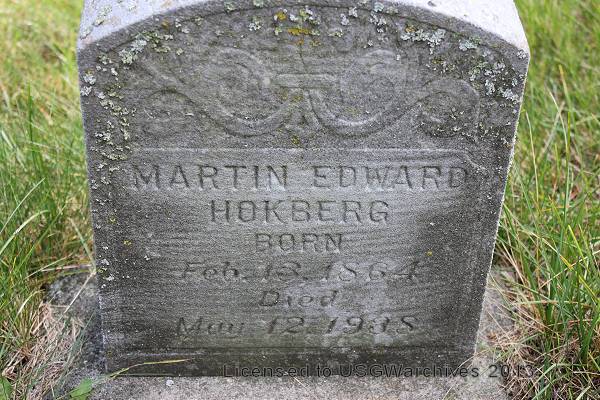 MARTIN EDWARD
HOKBERG
BORN
Feb. 13. 1864
Died
May 12. 1938
Licensed to USGWarchives 2013